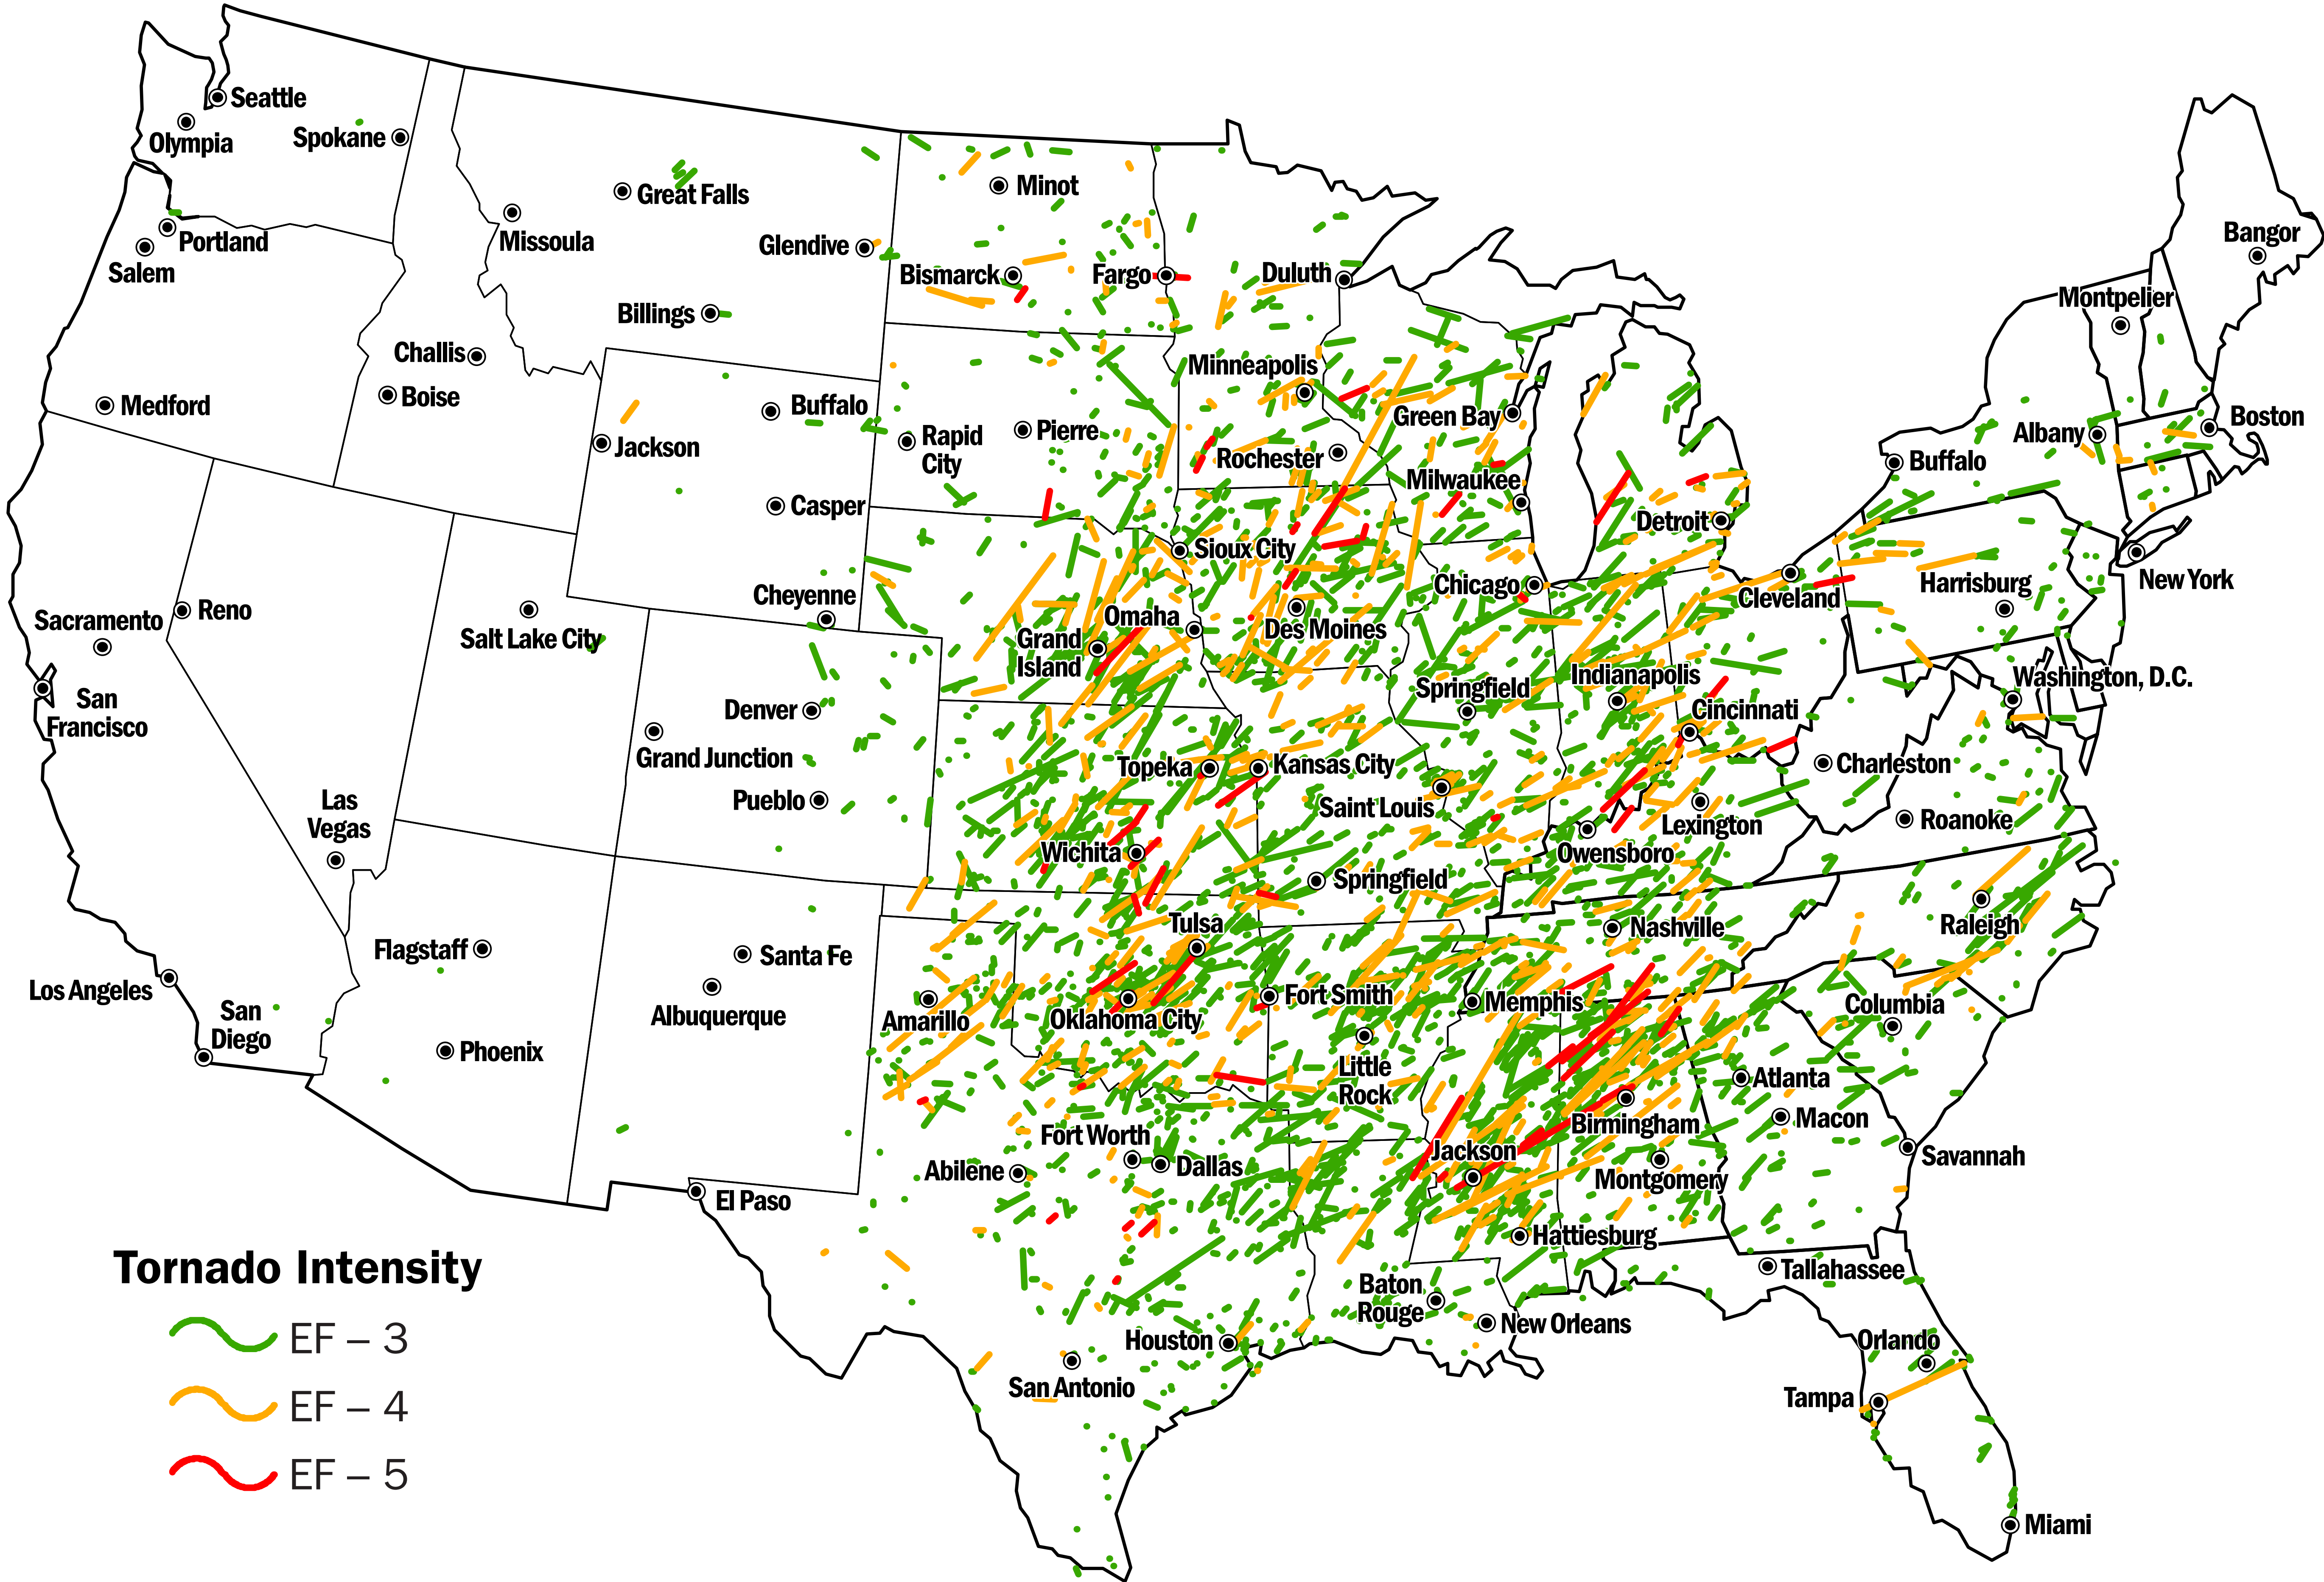 Seattle
Olympia
Spokane
Portland
Salem
Medford
Great Falls
Missoula
Glendive
Billings
Challis
Boise
Buffalo
Jackson
Casper
Cheyenne
Minot
Bismarck
Fargo
Duluth
Rapid
City
Pierre
Minneapolis
Rochester
Green Bay
Milwaukee
Detroit
Sioux City
Chicago
Cleveland
Omaha
Grand
Island
Des Moines
Bangor
Montpelier
Boston
Albany
Buffalo
New York
Harrisburg
Washington, D.C.
Sacramento
Reno
San
Francisco
Salt Lake City
Las
Vegas
Los Angeles
San
Diego
Denver
Grand Junction
Pueblo
Flagstaff
Phoenix
Santa Fe
Albuquerque
Topeka
Kansas City
Springfield
Indianapolis
Cincinnati
Saint Louis
Lexington
Owensboro
Charleston
Roanoke
Wichita
Springfield
Tulsa
Nashville
Raleigh
Amarillo
Oklahoma City
Fort Smith
Memphis
Columbia
Little
Rock
Atlanta
Macon
Birmingham
Savannah
Fort Worth
Dallas
Abilene
Jackson
Montgomery
El Paso
Hattiesburg
Tallahassee
Baton
Rouge
New Orleans
Houston
San Antonio
Orlando
Tampa
Miami
Tornado Intensity
EF – 3
EF – 4
EF – 5